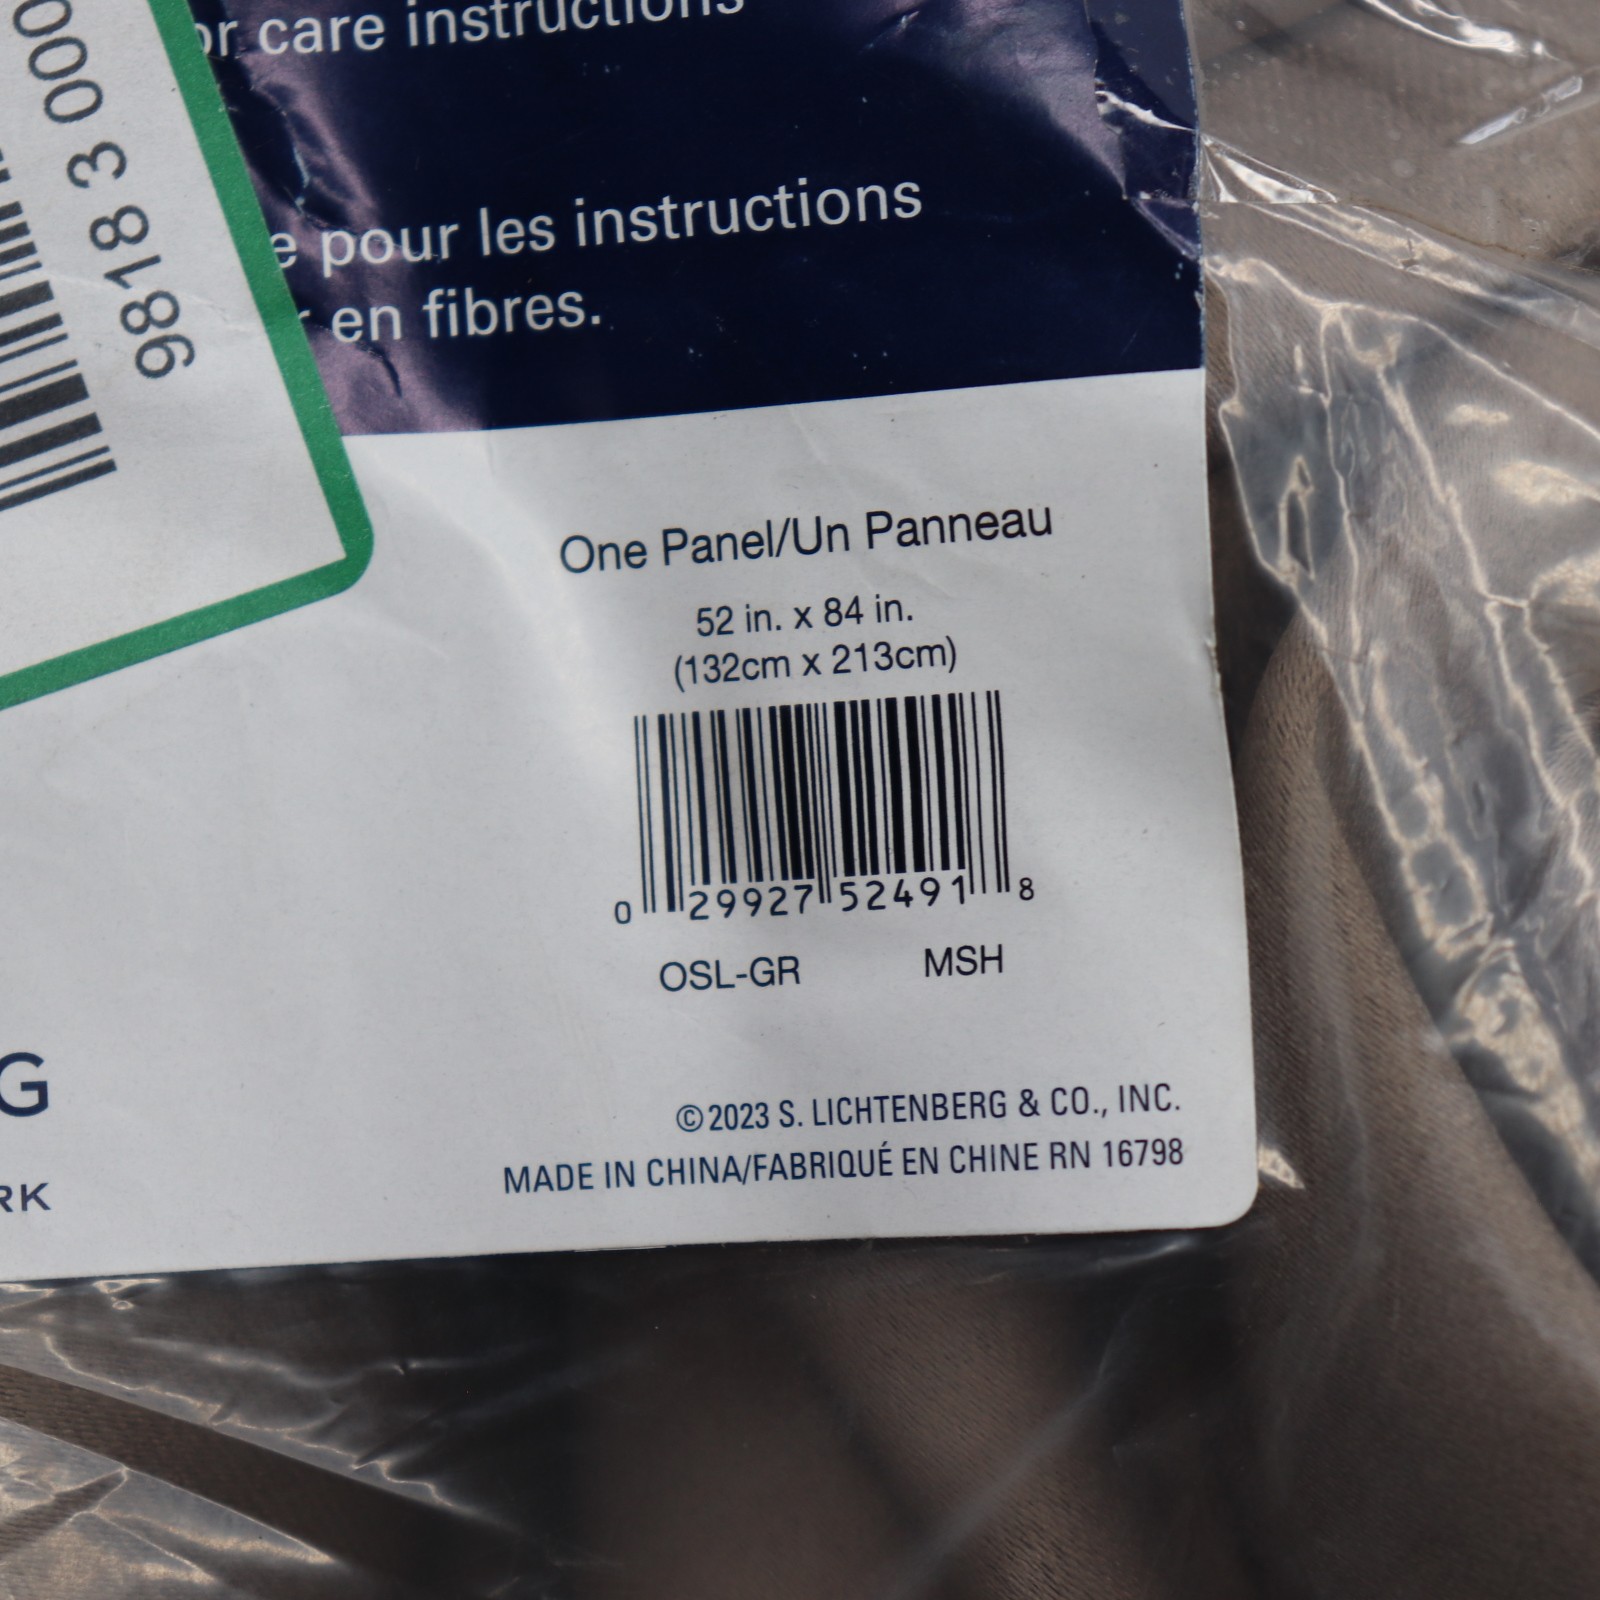 or care instructions
e pour les instructions
r en fibres.
9818 3 000
One Panel/Un Panneau
52 in. x 84 in.
(132cm x 213cm)
0 29927 52491 8
OSL-GR MSH
G
RK
©2023 S. LICHTENBERG & CO., INC.
MADE IN CHINA/FABRIQUÉ EN CHINE RN 16798